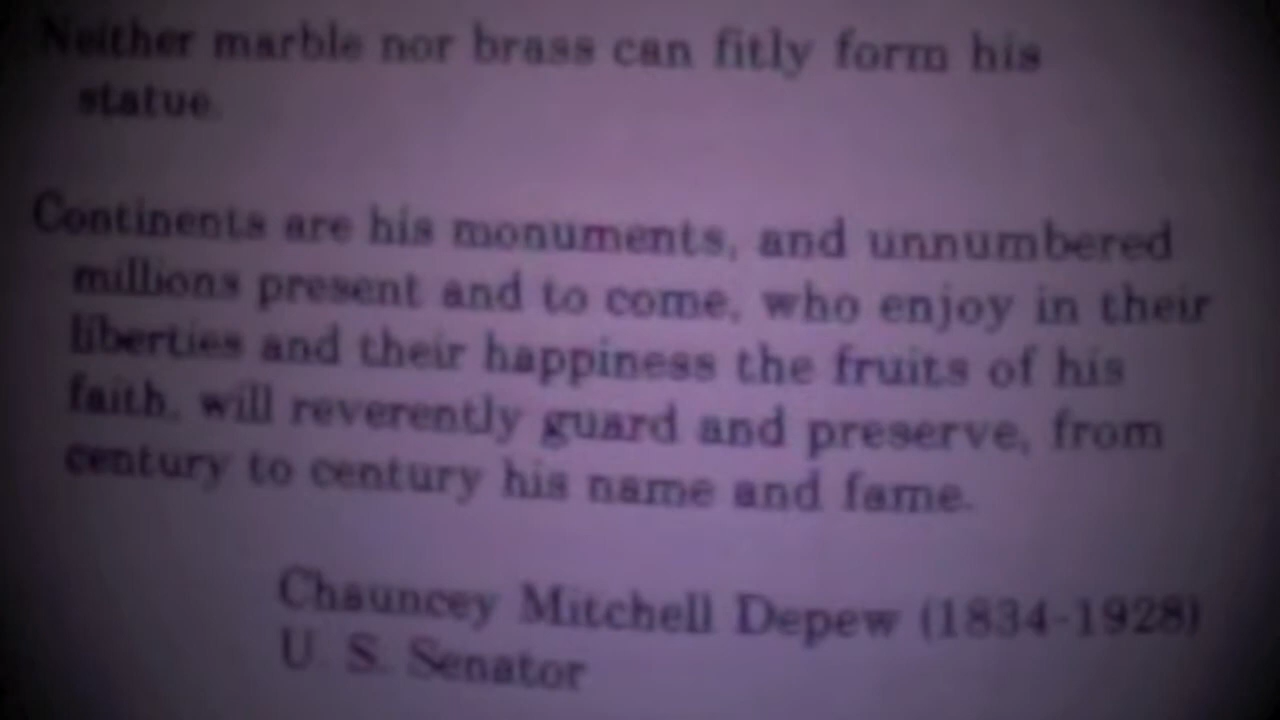 Neither marble nor brass can fitly form his
statue.
Continents are his monuments, and unnumbered
millions present and to come, who enjoy in their
liberties and their happiness the fruits of his
faith, will reverently guard and preserve, from
century to century his name and fame.
Chauncey Mitchell Depew (1834-1928)
U. S. Senator